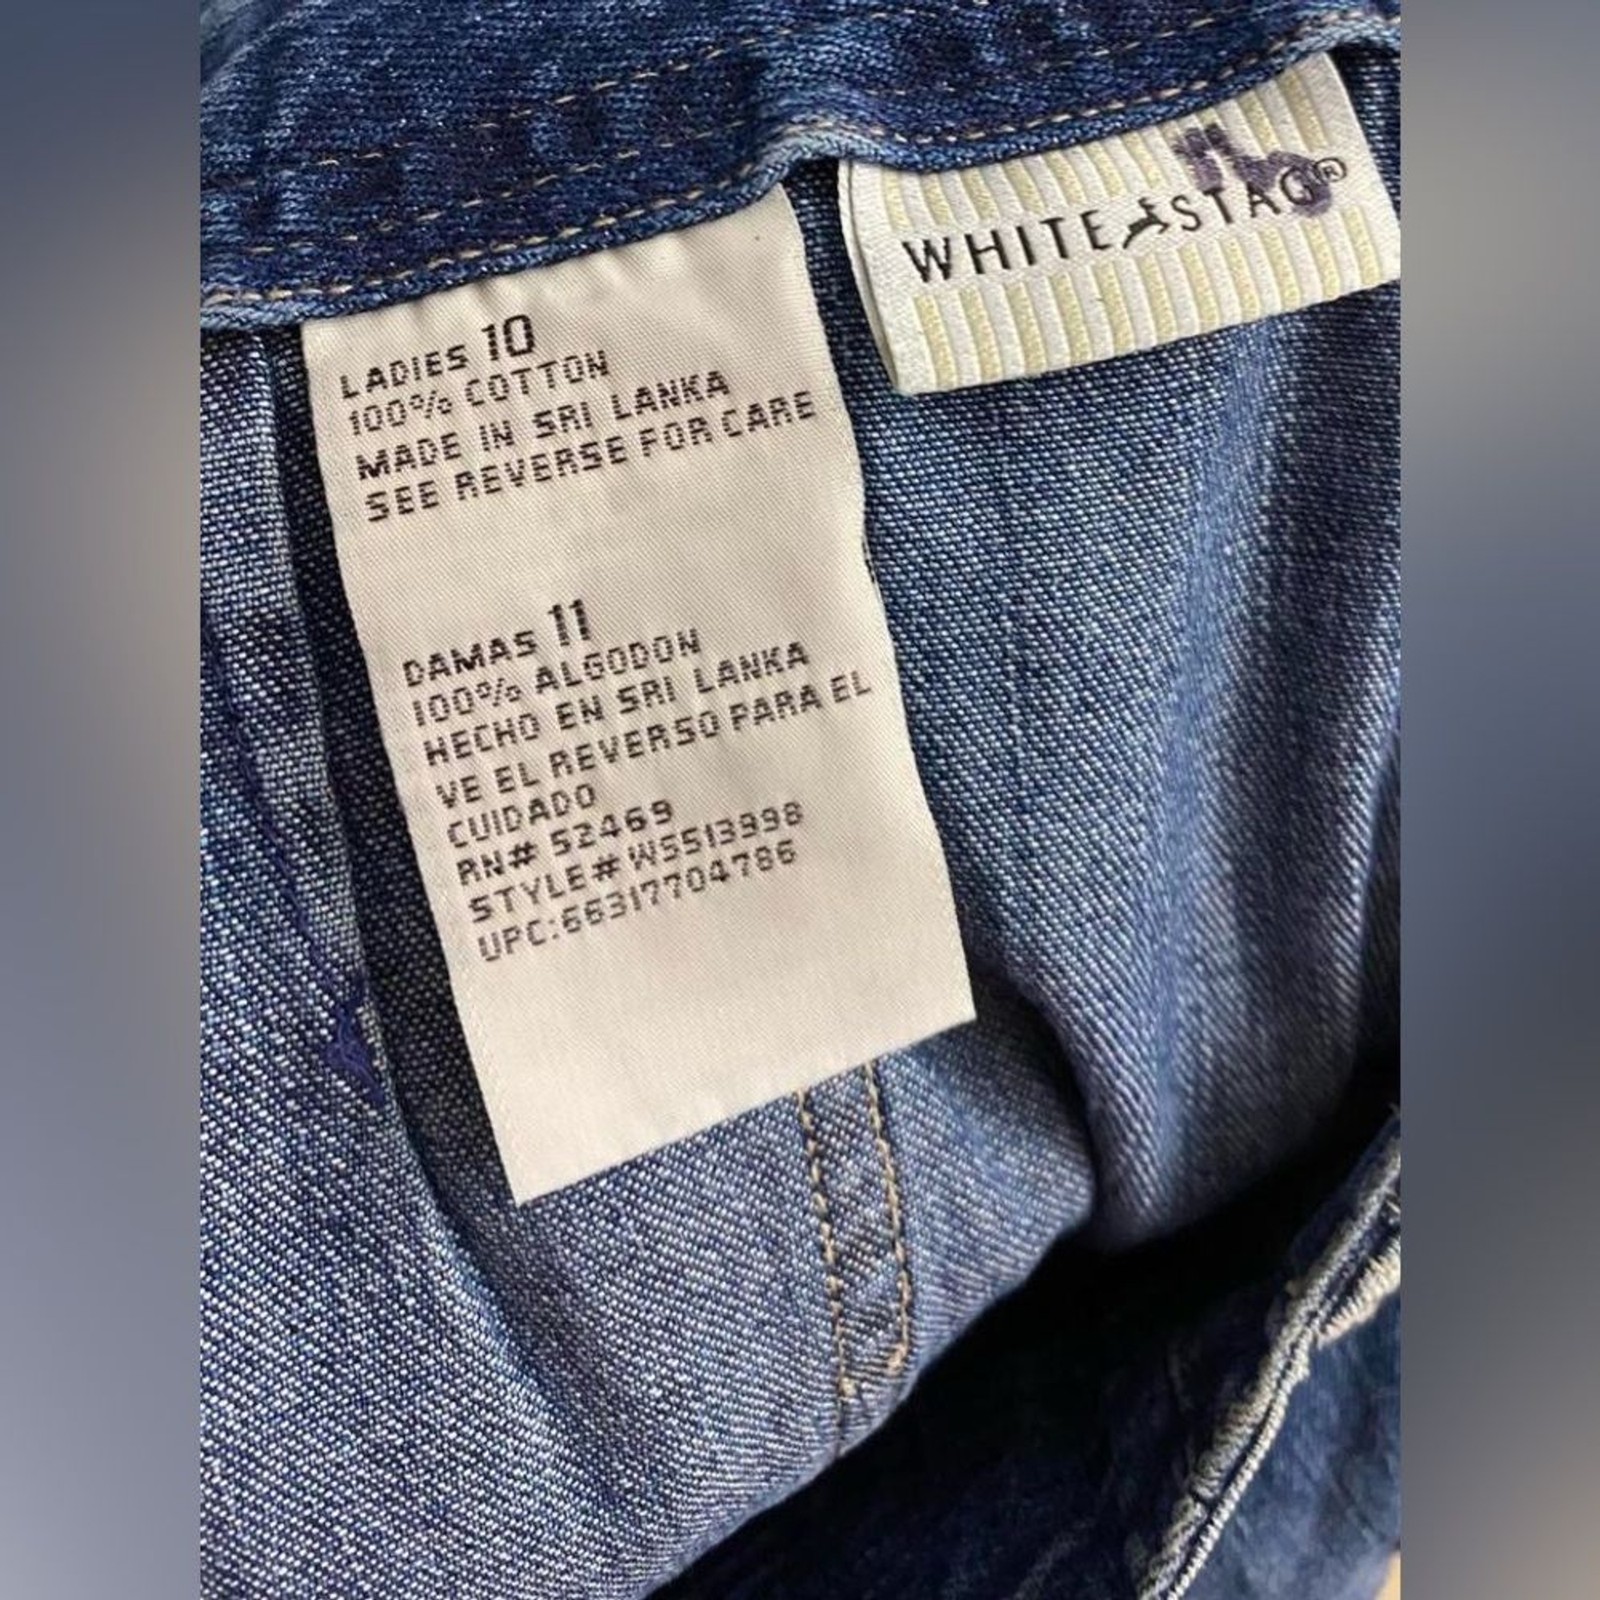 WHITE STAG®
LADIES 10
100% COTTON
MADE IN SRI LANKA
SEE REVERSE FOR CARE
DAMAS 11
100% ALGODON
HECHO EN SRI LANKA
VE EL REVERSO PARA EL
CUIDADO
RN# 52469
STYLE# WS513998
UPC:66317704786